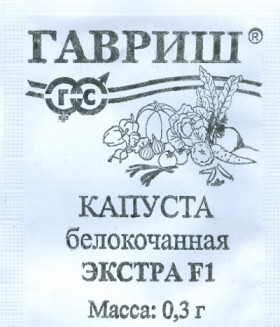 ГАВРИШ®
ГС
КАПУСТА
белокочанная
ЭКСТРА F1
Масса: 0,3 г